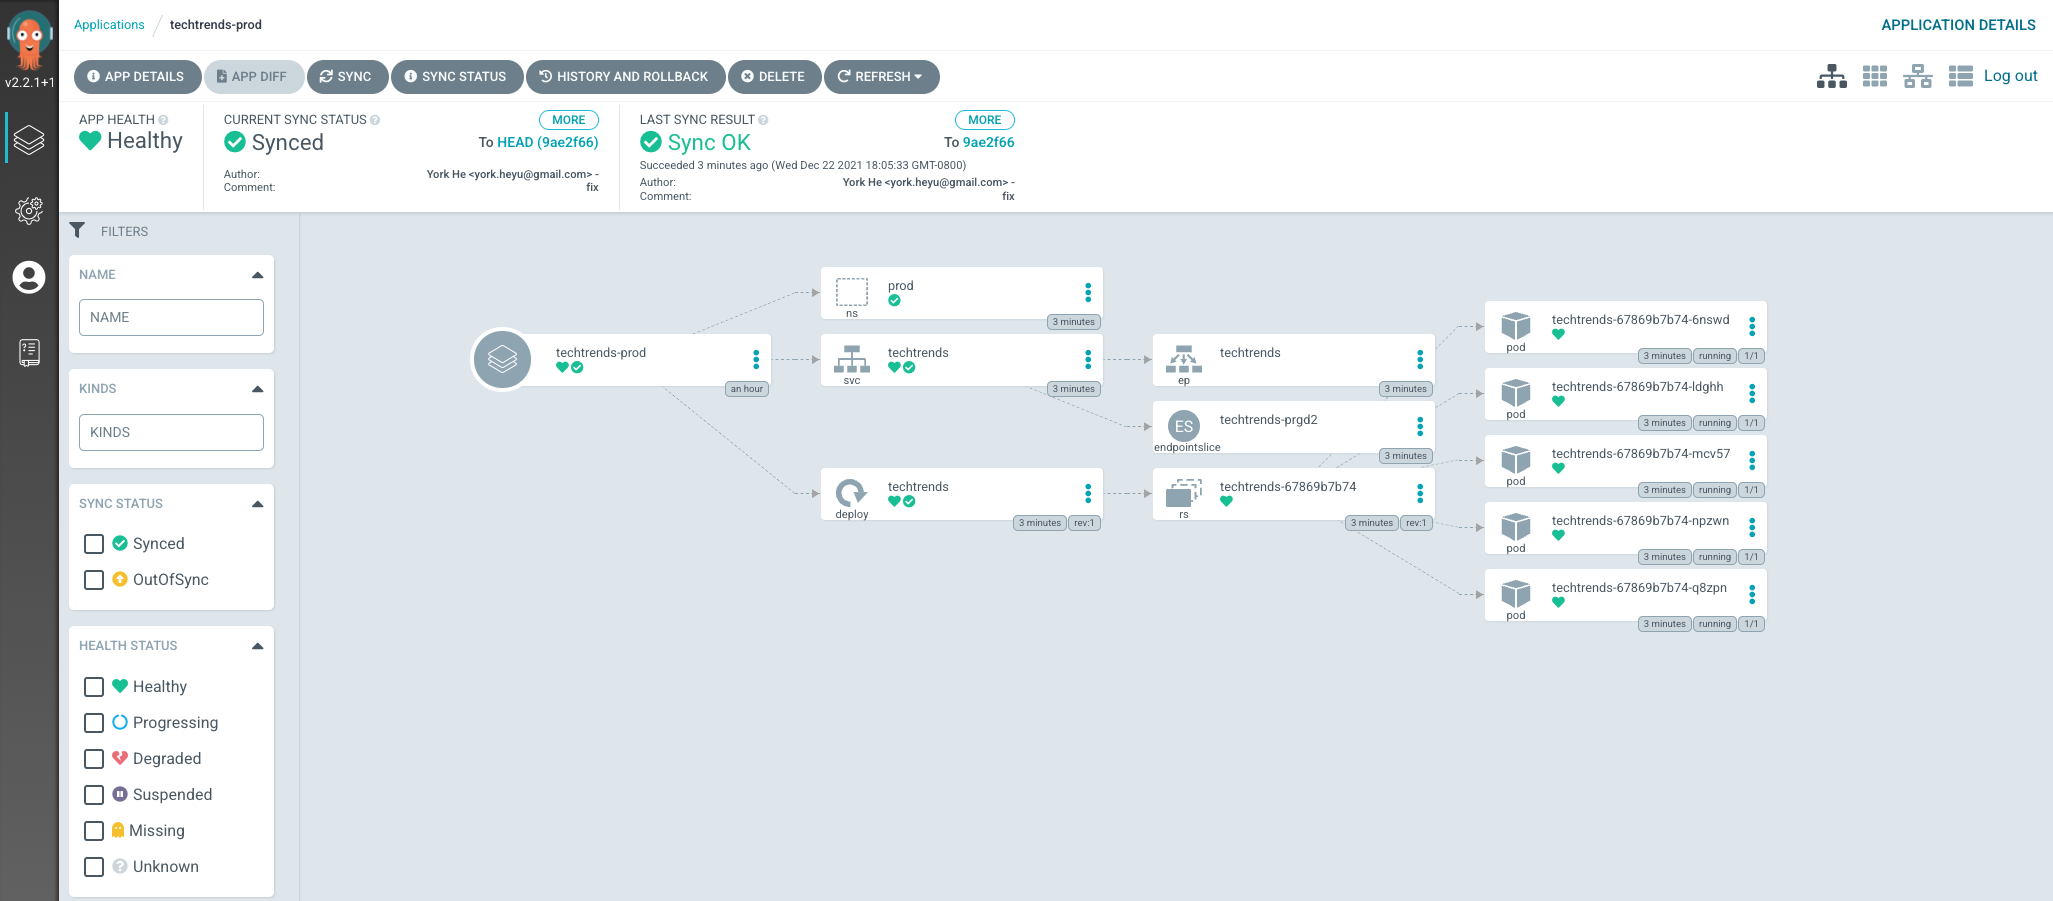 v2.2.1+1
Applications / techtrends-prod
APPLICATION DETAILS
APP DETAILS
APP DIFF
SYNC
SYNC STATUS
HISTORY AND ROLLBACK
DELETE
REFRESH
Log out
APP HEALTH
Healthy
CURRENT SYNC STATUS
MORE
Synced
To HEAD (9ae2f66)
Author: York He <york.heyu@gmail.com> -
Comment: fix
LAST SYNC RESULT
MORE
Sync OK
To 9ae2f66
Succeeded 3 minutes ago (Wed Dec 22 2021 18:05:33 GMT-0800)
Author: York He <york.heyu@gmail.com> -
Comment: fix
FILTERS
NAME
NAME
KINDS
KINDS
SYNC STATUS
Synced
OutOfSync
HEALTH STATUS
Healthy
Progressing
Degraded
Suspended
Missing
Unknown
techtrends-prod
an hour
prod
ns
3 minutes
techtrends
svc
3 minutes
techtrends
deploy
3 minutes rev:1
techtrends
ep
3 minutes
ES
techtrends-prgd2
endpointslice
3 minutes
techtrends-67869b7b74
rs
3 minutes rev:1
techtrends-67869b7b74-6nswd
pod
3 minutes running 1/1
techtrends-67869b7b74-ldghh
pod
3 minutes running 1/1
techtrends-67869b7b74-mcv57
pod
3 minutes running 1/1
techtrends-67869b7b74-npzwn
pod
3 minutes running 1/1
techtrends-67869b7b74-q8zpn
pod
3 minutes running 1/1